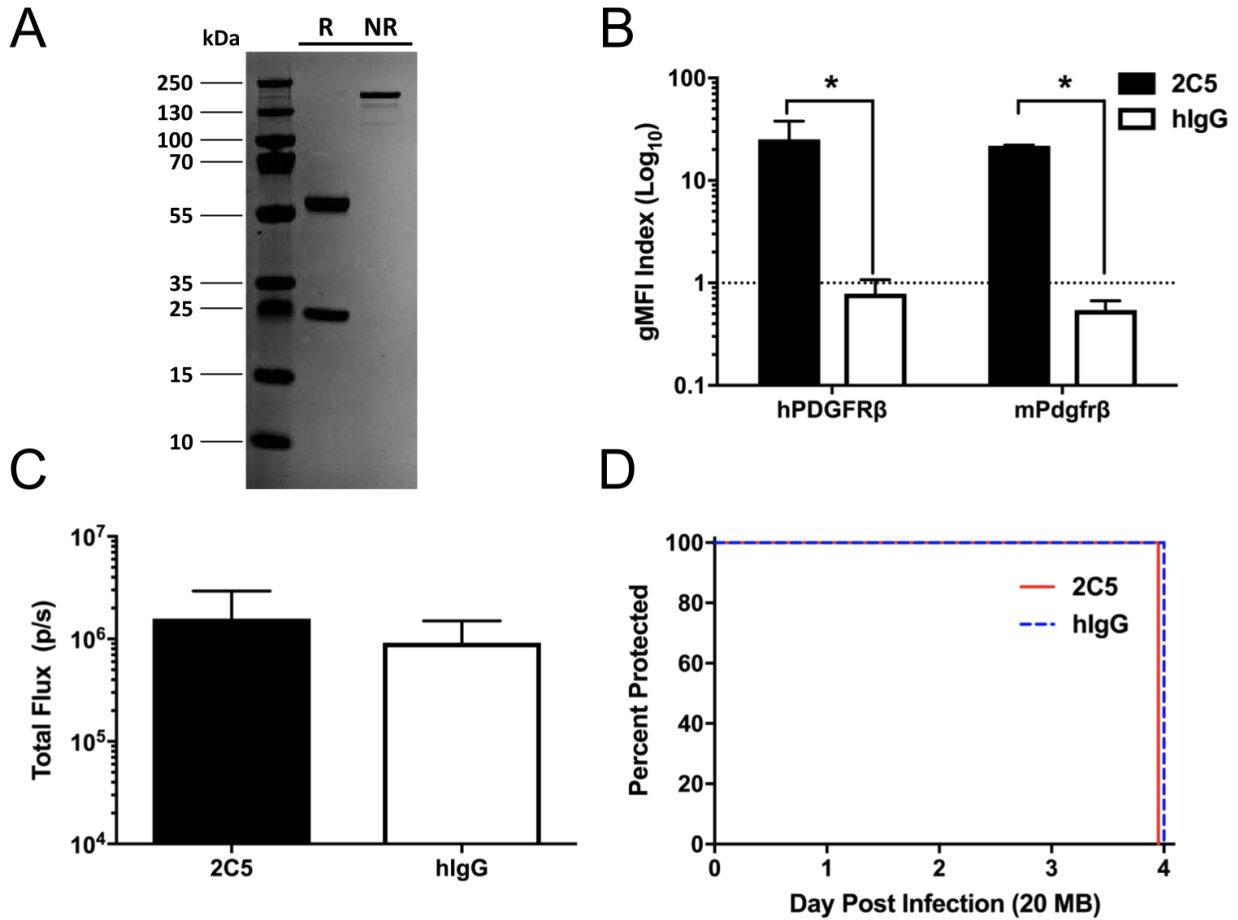 A
kDa
R NR
250
130
100
70
55
35
25
15
10
B
gMFI Index (Log10)
100
10
1
0.1
* *
2C5
hIgG
hPDGFRβ mPdgfrβ
C
Total Flux (p/s)
10^7
10^6
10^5
10^4
2C5 hIgG
D
Percent Protected
100
80
60
40
20
0
2C5
hIgG
0 1 2 3 4
Day Post Infection (20 MB)